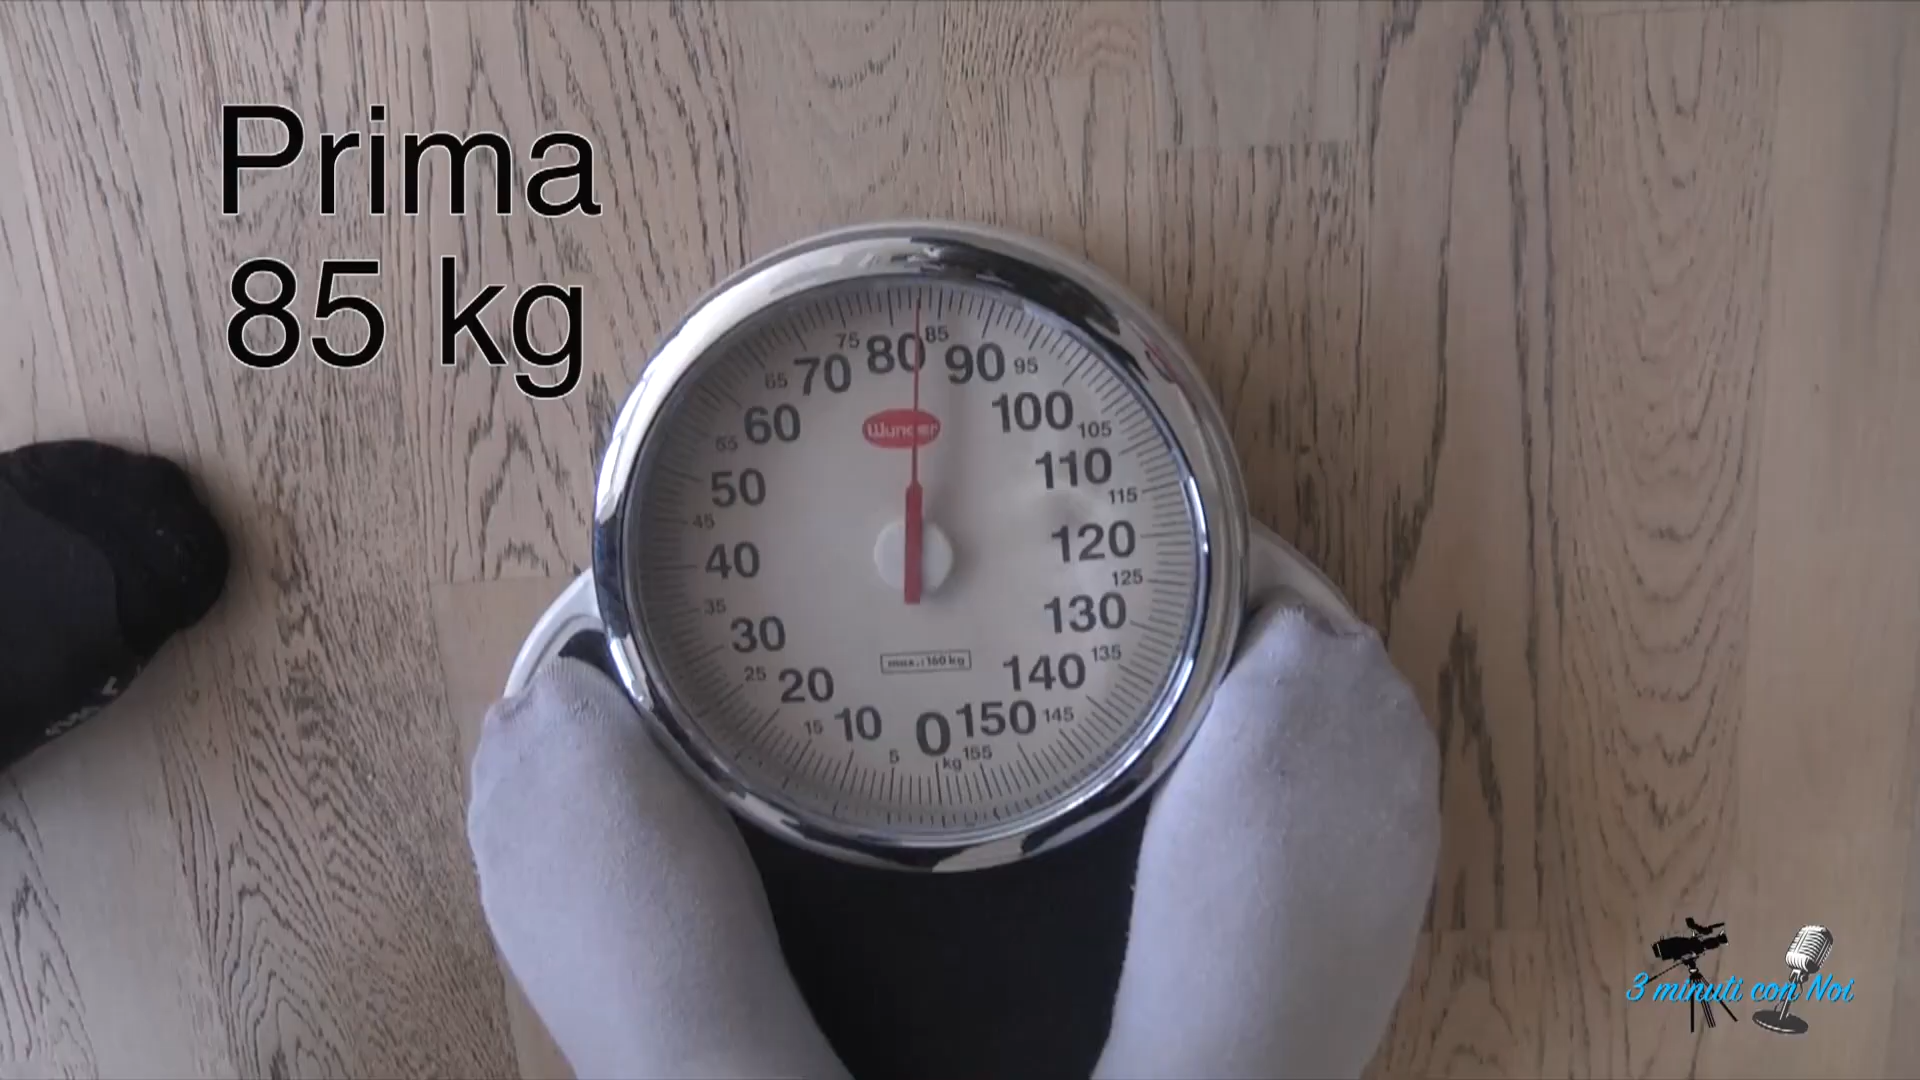 Prima
85 kg
75 80 85
65 70 90 95
60 100
55 105
50 110
115
45
40 120
125
35
30 130
25 135
20 140
15 10 0 150 145
5 kg 155
Wunder
max.: 160 kg
3 minuti con Noi